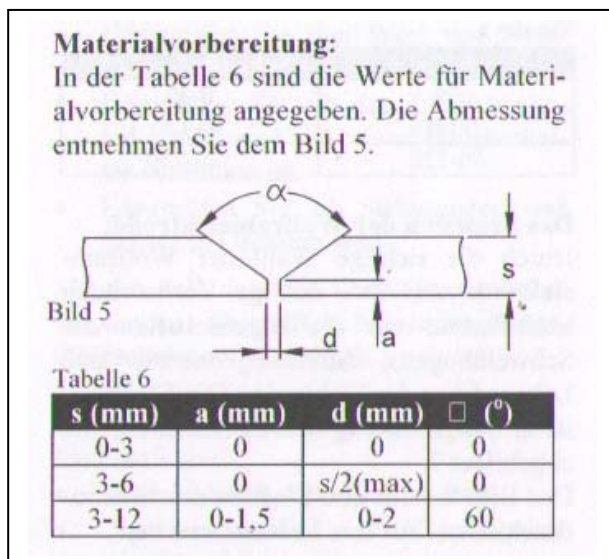 Materialvorbereitung:
In der Tabelle 6 sind die Werte für Materi-
alvorbereitung angegeben. Die Abmessung
entnehmen Sie dem Bild 5.
α
s
Bild 5
d
a
Tabelle 6
s (mm) a (mm) d (mm) □ (°)
0-3 0 0 0
3-6 0 s/2(max) 0
3-12 0-1,5 0-2 60